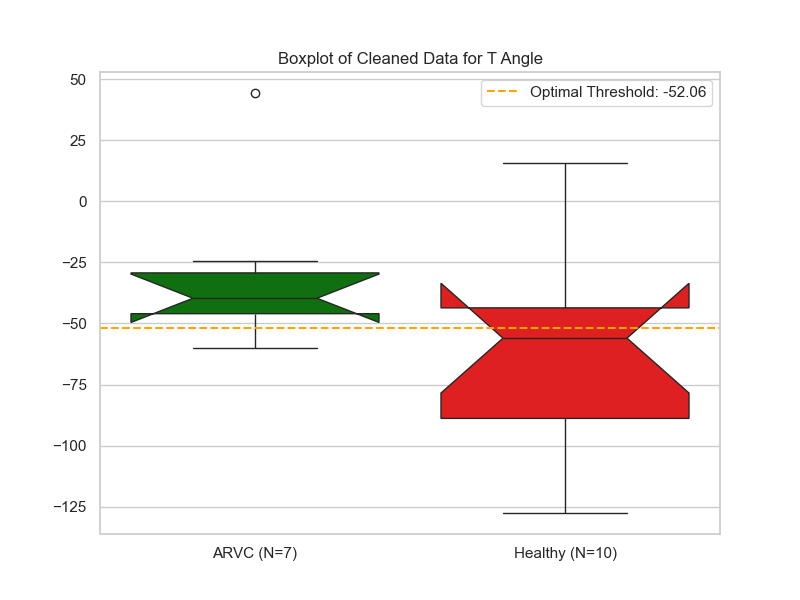 Boxplot of Cleaned Data for T Angle
Optimal Threshold: -52.06
50
25
0
−25
−50
−75
−100
−125
ARVC (N=7)
Healthy (N=10)